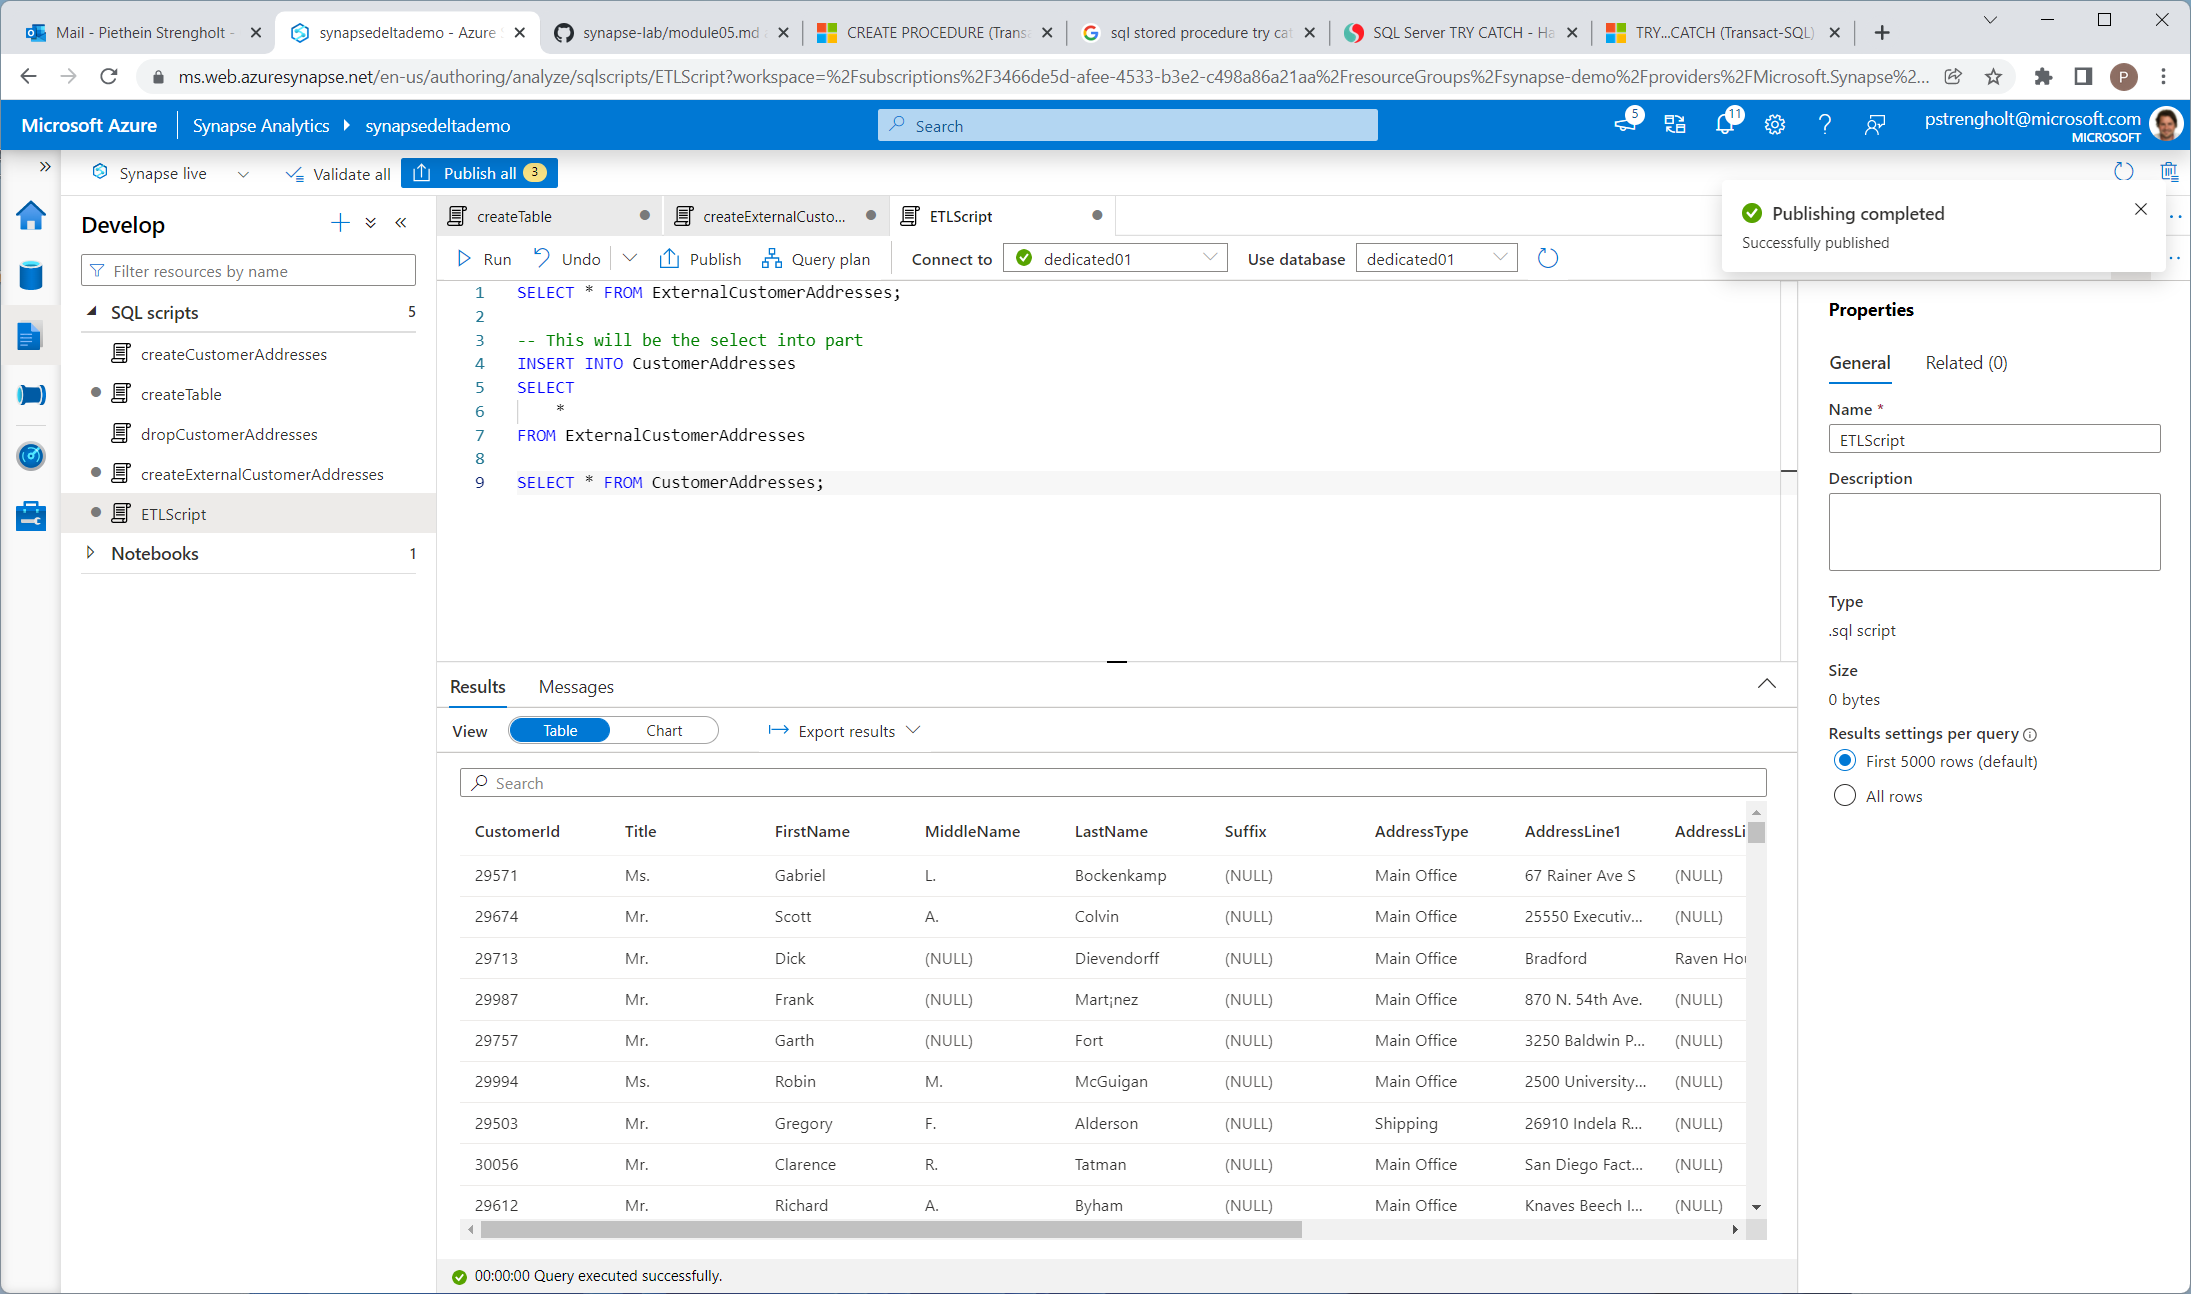 Mail - Piethein Strengholt -
synapsedeltademo - Azure
synapse-lab/module05.md
CREATE PROCEDURE (Trans
sql stored procedure try cat
SQL Server TRY CATCH - Ha
TRY...CATCH (Transact-SQL)
ms.web.azuresynapse.net/en-us/authoring/analyze/sqlscripts/ETLScript?workspace=%2Fsubscriptions%2F3466de5d-afee-4533-b3e2-c498a86a21aa%2FresourceGroups%2Fsynapse-demo%2Fproviders%2FMicrosoft.Synapse%2...
P
Microsoft Azure
Synapse Analytics
synapsedeltademo
Search
5
11
pstrengholt@microsoft.com
MICROSOFT
Synapse live
Validate all
Publish all 3
Publishing completed
Successfully published
Develop
Filter resources by name
SQL scripts 5
createCustomerAddresses
createTable
dropCustomerAddresses
createExternalCustomerAddresses
ETLScript
Notebooks 1
createTable
createExternalCusto...
ETLScript
Run
Undo
Publish
Query plan
Connect to
dedicated01
Use database
dedicated01
1 SELECT * FROM ExternalCustomerAddresses;
2
3 -- This will be the select into part
4 INSERT INTO CustomerAddresses
5 SELECT
6 *
7 FROM ExternalCustomerAddresses
8
9 SELECT * FROM CustomerAddresses;
Results Messages
View Table Chart Export results
Search
CustomerId Title FirstName MiddleName LastName Suffix AddressType AddressLine1 AddressLi
29571 Ms. Gabriel L. Bockenkamp (NULL) Main Office 67 Rainer Ave S (NULL)
29674 Mr. Scott A. Colvin (NULL) Main Office 25550 Executiv... (NULL)
29713 Mr. Dick (NULL) Dievendorff (NULL) Main Office Bradford Raven Hou
29987 Mr. Frank (NULL) Mart¡nez (NULL) Main Office 870 N. 54th Ave. (NULL)
29757 Mr. Garth (NULL) Fort (NULL) Main Office 3250 Baldwin P... (NULL)
29994 Ms. Robin M. McGuigan (NULL) Main Office 2500 University... (NULL)
29503 Mr. Gregory F. Alderson (NULL) Shipping 26910 Indela R... (NULL)
30056 Mr. Clarence R. Tatman (NULL) Main Office San Diego Fact... (NULL)
29612 Mr. Richard A. Byham (NULL) Main Office Knaves Beech I... (NULL)
00:00:00 Query executed successfully.
Properties
General Related (0)
Name *
ETLScript
Description
Type
.sql script
Size
0 bytes
Results settings per query
First 5000 rows (default)
All rows